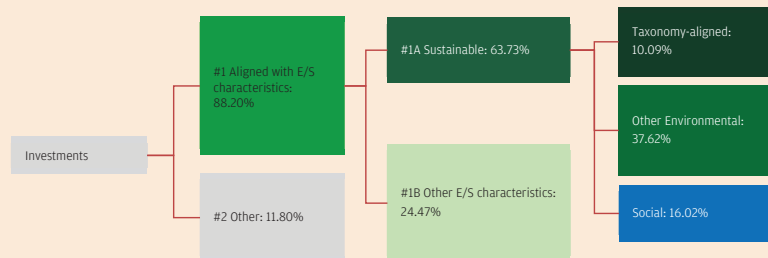 Investments
#1 Aligned with E/S
characteristics:
88.20%
#2 Other: 11.80%
#1A Sustainable: 63.73%
#1B Other E/S characteristics:
24.47%
Taxonomy-aligned:
10.09%
Other Environmental:
37.62%
Social: 16.02%